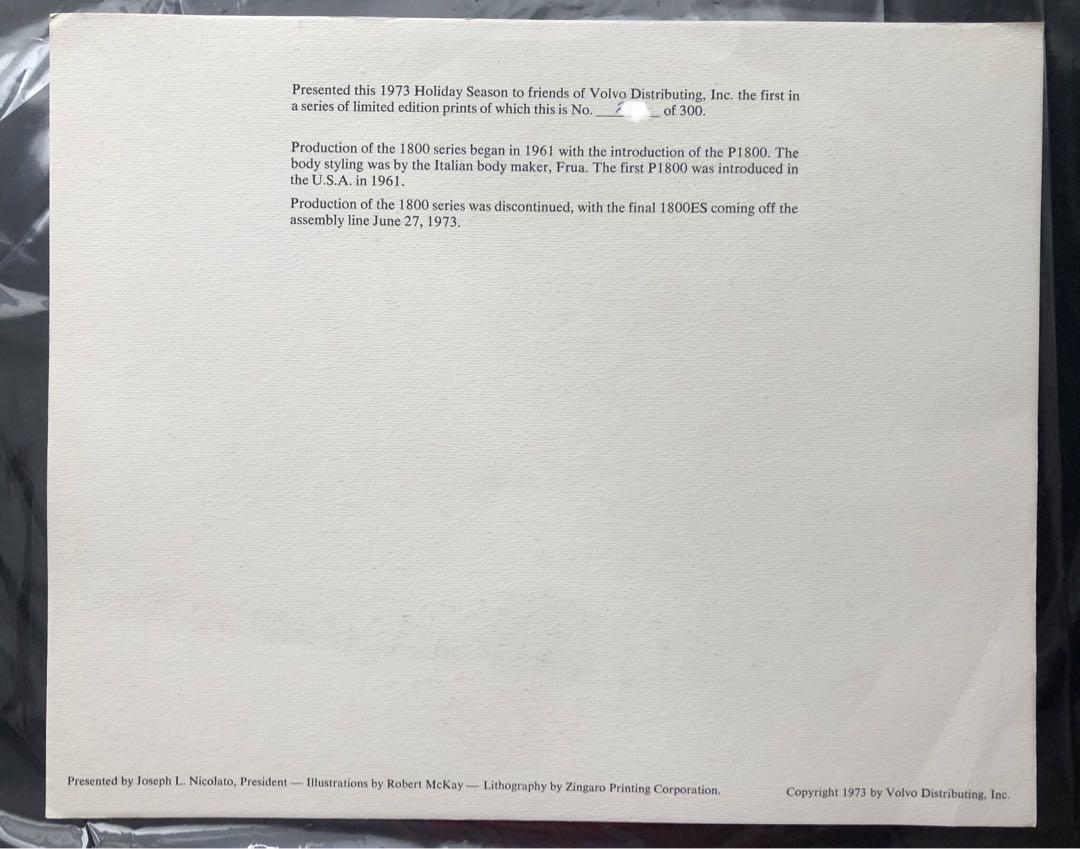 Presented this 1973 Holiday Season to friends of Volvo Distributing, Inc. the first in
a series of limited edition prints of which this is No. ______ of 300.
Production of the 1800 series began in 1961 with the introduction of the P1800. The
body styling was by the Italian body maker, Frua. The first P1800 was introduced in
the U.S.A. in 1961.
Production of the 1800 series was discontinued, with the final 1800ES coming off the
assembly line June 27, 1973.
Presented by Joseph L. Nicolato, President — Illustrations by Robert McKay — Lithography by Zingaro Printing Corporation.
Copyright 1973 by Volvo Distributing, Inc.